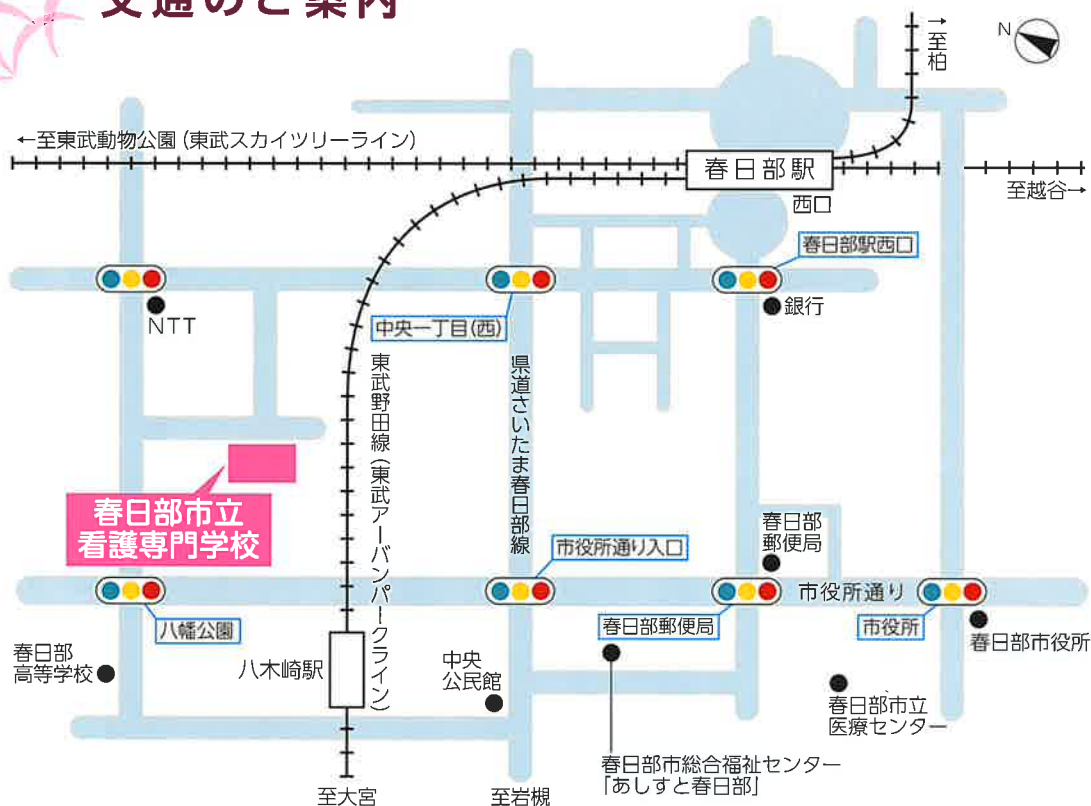 交通のご案内
N
→至柏
←至東武動物公園(東武スカイツリーライン)
春日部駅
至越谷→
西口
春日部駅西口
NTT
中央一丁目(西)
銀行
東武野田線(東武アーバンパークライン)
県道さいたま春日部線
春日部市立
看護専門学校
春日部
郵便局
市役所通り入口
市役所通り
八幡公園
春日部郵便局
市役所
春日部市役所
春日部
高等学校
八木崎駅
中央
公民館
春日部市立
医療センター
春日部市総合福祉センター
「あしすと春日部」
至大宮
至岩槻